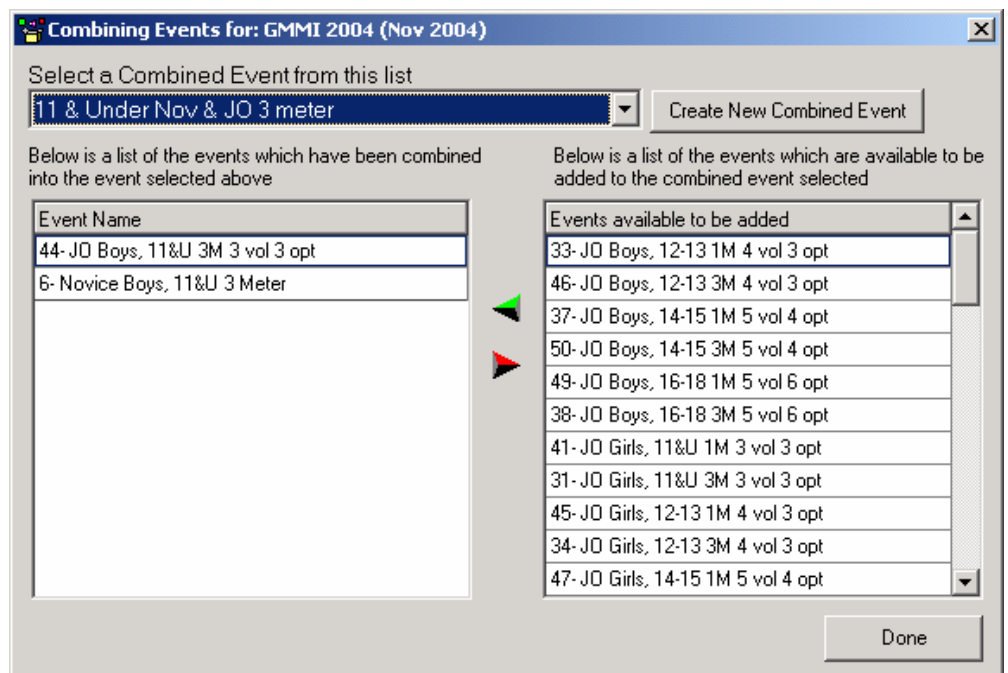 Combining Events for: GMMI 2004 (Nov 2004)
Select a Combined Event from this list
11 & Under Nov & JO 3 meter
Create New Combined Event
Below is a list of the events which have been combined
into the event selected above
Below is a list of the events which are available to be
added to the combined event selected
Event Name
44- JO Boys, 11&U 3M 3 vol 3 opt
6- Novice Boys, 11&U 3 Meter
Events available to be added
33- JO Boys, 12-13 1M 4 vol 3 opt
46- JO Boys, 12-13 3M 4 vol 3 opt
37- JO Boys, 14-15 1M 5 vol 4 opt
50- JO Boys, 14-15 3M 5 vol 4 opt
49- JO Boys, 16-18 1M 5 vol 6 opt
38- JO Boys, 16-18 3M 5 vol 6 opt
41- JO Girls, 11&U 1M 3 vol 3 opt
31- JO Girls, 11&U 3M 3 vol 3 opt
45- JO Girls, 12-13 1M 4 vol 3 opt
34- JO Girls, 12-13 3M 4 vol 3 opt
47- JO Girls, 14-15 1M 5 vol 4 opt
Done